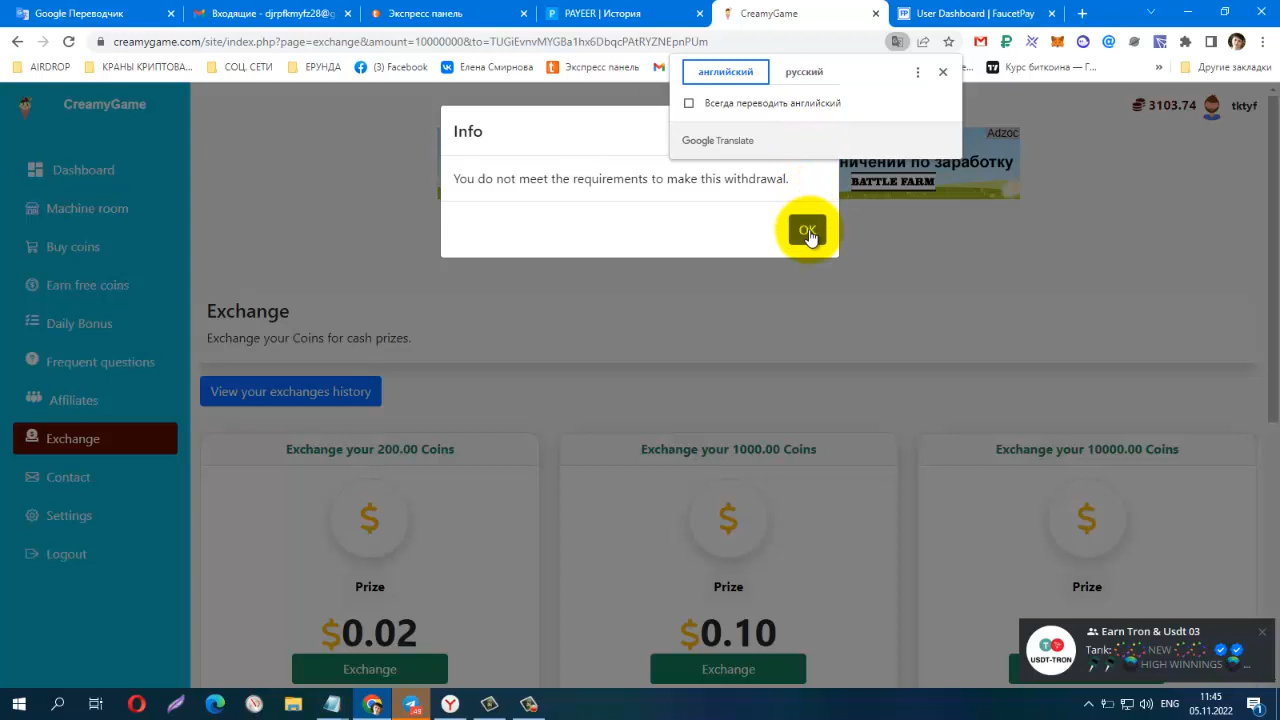 Google Переводчик
Входящие - djrpfkmyfz28@g
Экспресс панель
PAYEER | История
CreamyGame
User Dashboard | FaucetPay
creamygame.com/site/index.php?page=exchange&amount=10000000&to=TUGiEvnvMYGBa1hx6DbqcPAtRYZNEpnPUm
AIRDROP
КРАНЫ КРИПТОВА...
СОЦ. СЕТИ
ЕРУНДА
(3) Facebook
Елена Смирнова
Экспресс панель
Курс биткоина — Г...
»
Другие закладки
английский
русский
Всегда переводить английский
Google Translate
CreamyGame
3103.74
tktyf
Info
You do not meet the requirements to make this withdrawal.
OK
Adzoc
ничений по заработку
BATTLE FARM
Dashboard
Machine room
Buy coins
Earn free coins
Daily Bonus
Frequent questions
Affiliates
Exchange
Contact
Settings
Logout
Exchange
Exchange your Coins for cash prizes.
View your exchanges history
Exchange your 200.00 Coins
Exchange your 1000.00 Coins
Exchange your 10000.00 Coins
$
$
$
Prize
Prize
Prize
$0.02
$0.10
Exchange
Exchange
USDT-TRON
Earn Tron & Usdt 03
Tank: NEW
HIGH WINNINGS
ENG
11:45
05.11.2022